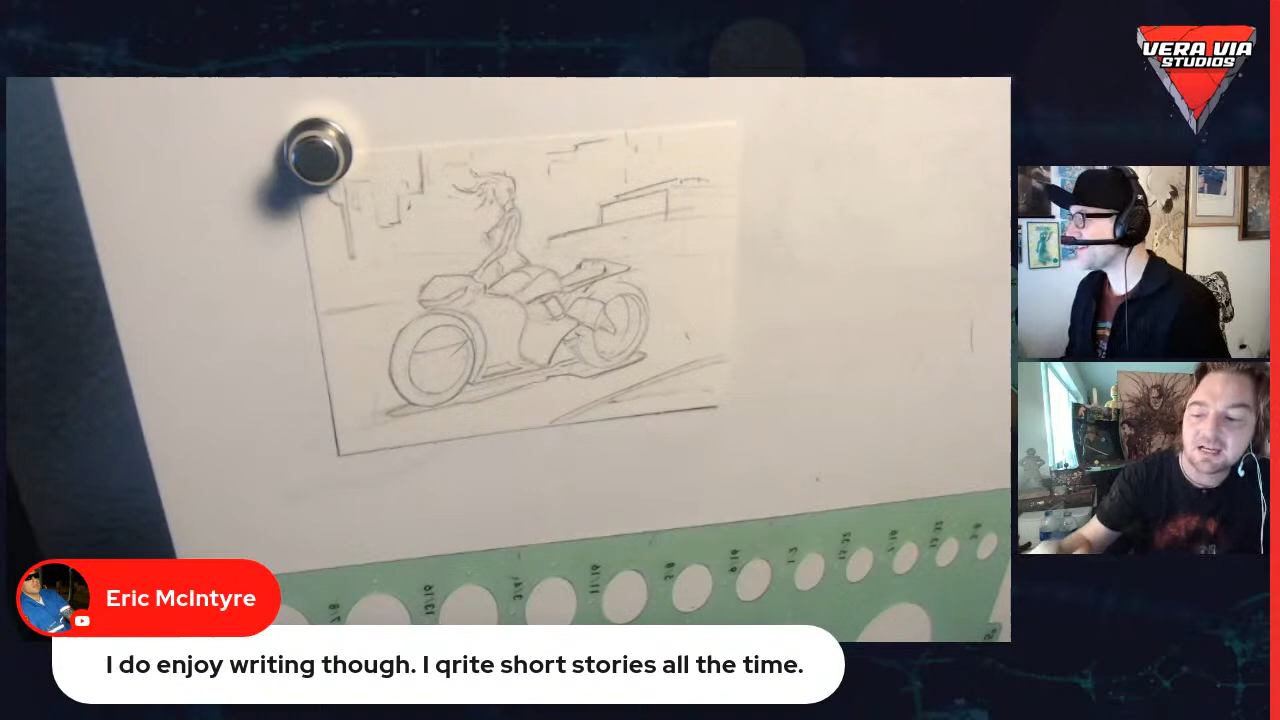 VERA VIA
STUDIOS
Eric McIntyre
I do enjoy writing though. I qrite short stories all the time.